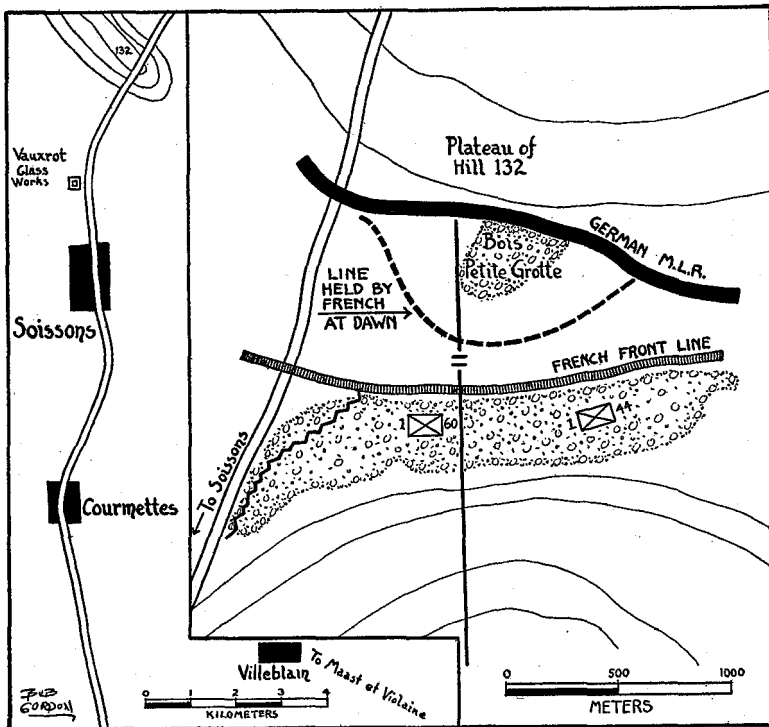 132
Vauxrot
Glass
Works
Soissons
Courmettes
Plateau of
Hill 132
GERMAN M.L.R.
Bois
Petite Grotte
LINE
HELD BY
FRENCH
AT DAWN
FRENCH FRONT LINE
1 60
1 44
← To Soissons
Villeblain
To Maast et Violaine
0 1 2 3 4
KILOMETERS
0 500 1000
METERS
BOB
GORDON